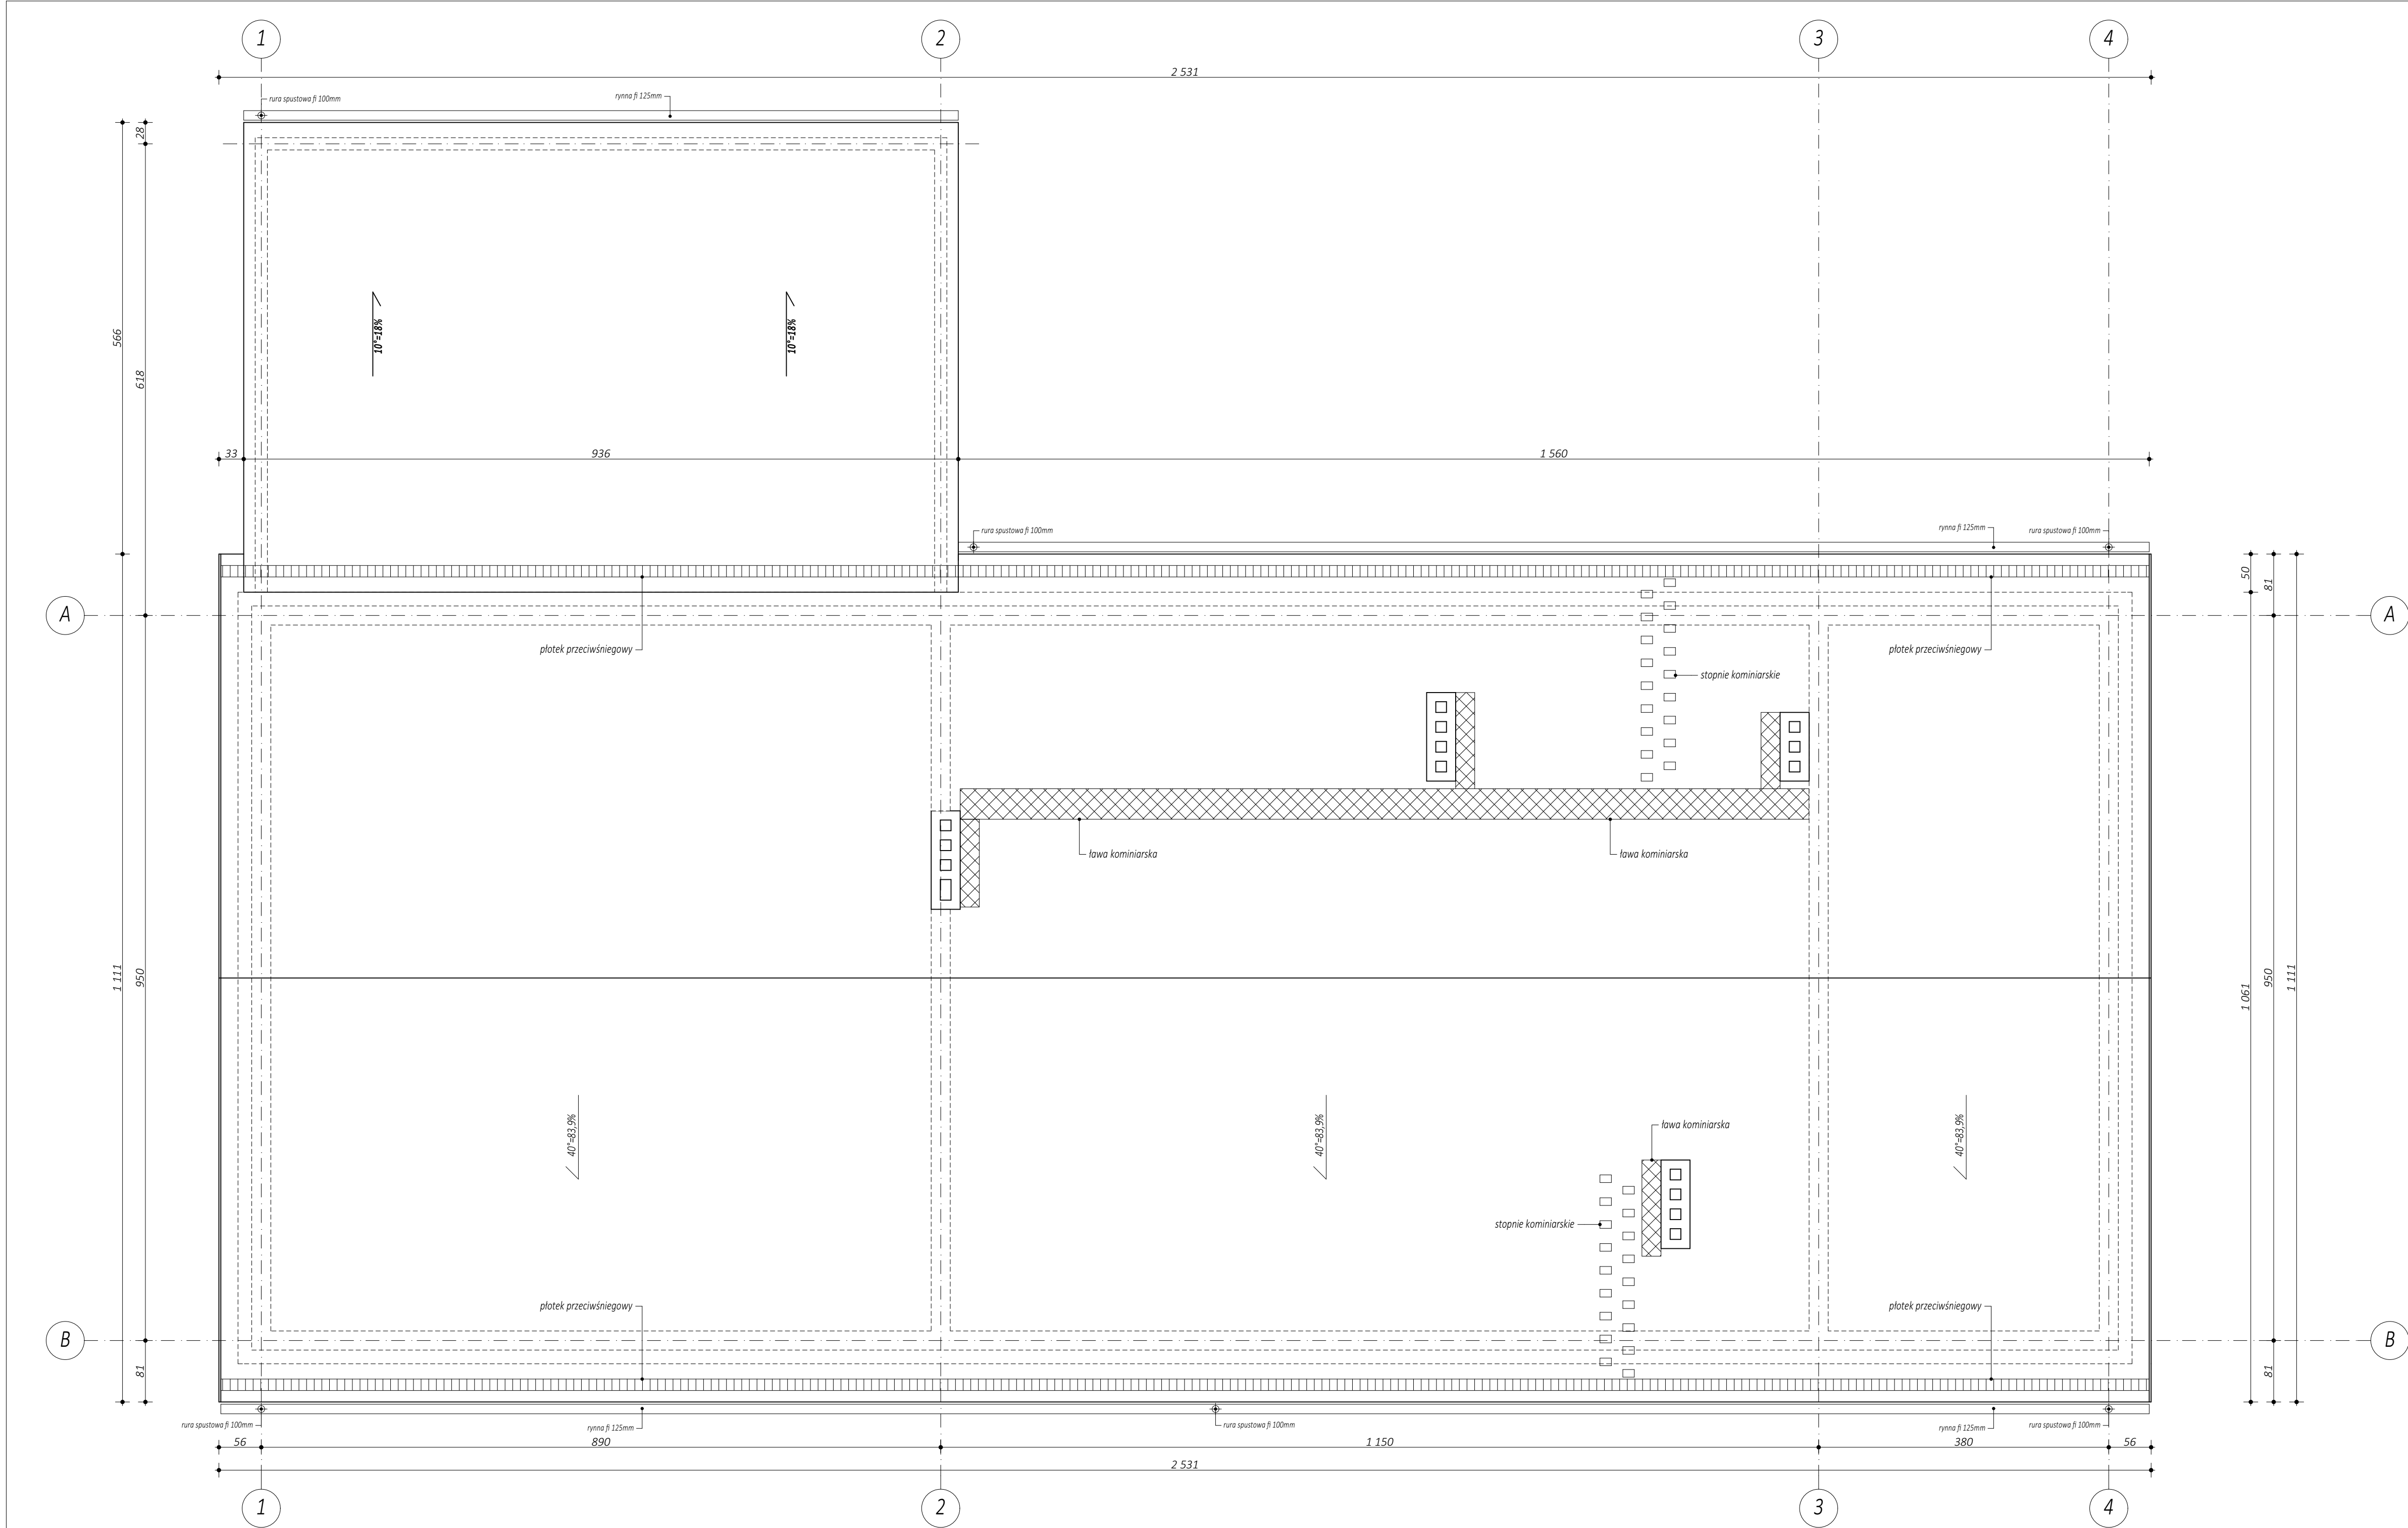 1 2 3 4
2 531
rura spustowa fi 100mm
rynna fi 125mm
28
10°=18% 10°=18%
566
618
33 936 1 560
rura spustowa fi 100mm
rynna fi 125mm
rura spustowa fi 100mm
50
81
A A
płotek przeciwśniegowy
płotek przeciwśniegowy
stopnie kominiarskie
ława kominiarska
ława kominiarska
1 111
950
1 061
950
1 111
40°=83,9% 40°=83,9% 40°=83,9%
ława kominiarska
stopnie kominiarskie
płotek przeciwśniegowy
płotek przeciwśniegowy
B B
81 81
rura spustowa fi 100mm
rynna fi 125mm
rura spustowa fi 100mm
rynna fi 125mm
rura spustowa fi 100mm
56 890 1 150 380 56
2 531
1 2 3 4